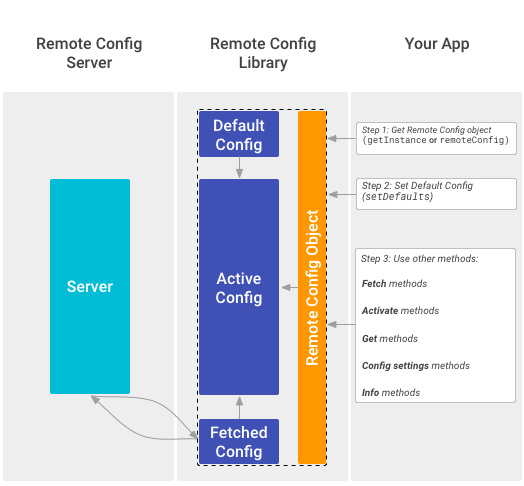 Remote Config
Server
Remote Config
Library
Your App
Default
Config
Server
Active
Config
Fetched
Config
Remote Config Object
Step 1: Get Remote Config object
(getInstance or remoteConfig)
Step 2: Set Default Config
(setDefaults)
Step 3: Use other methods:
Fetch methods
Activate methods
Get methods
Config settings methods
Info methods